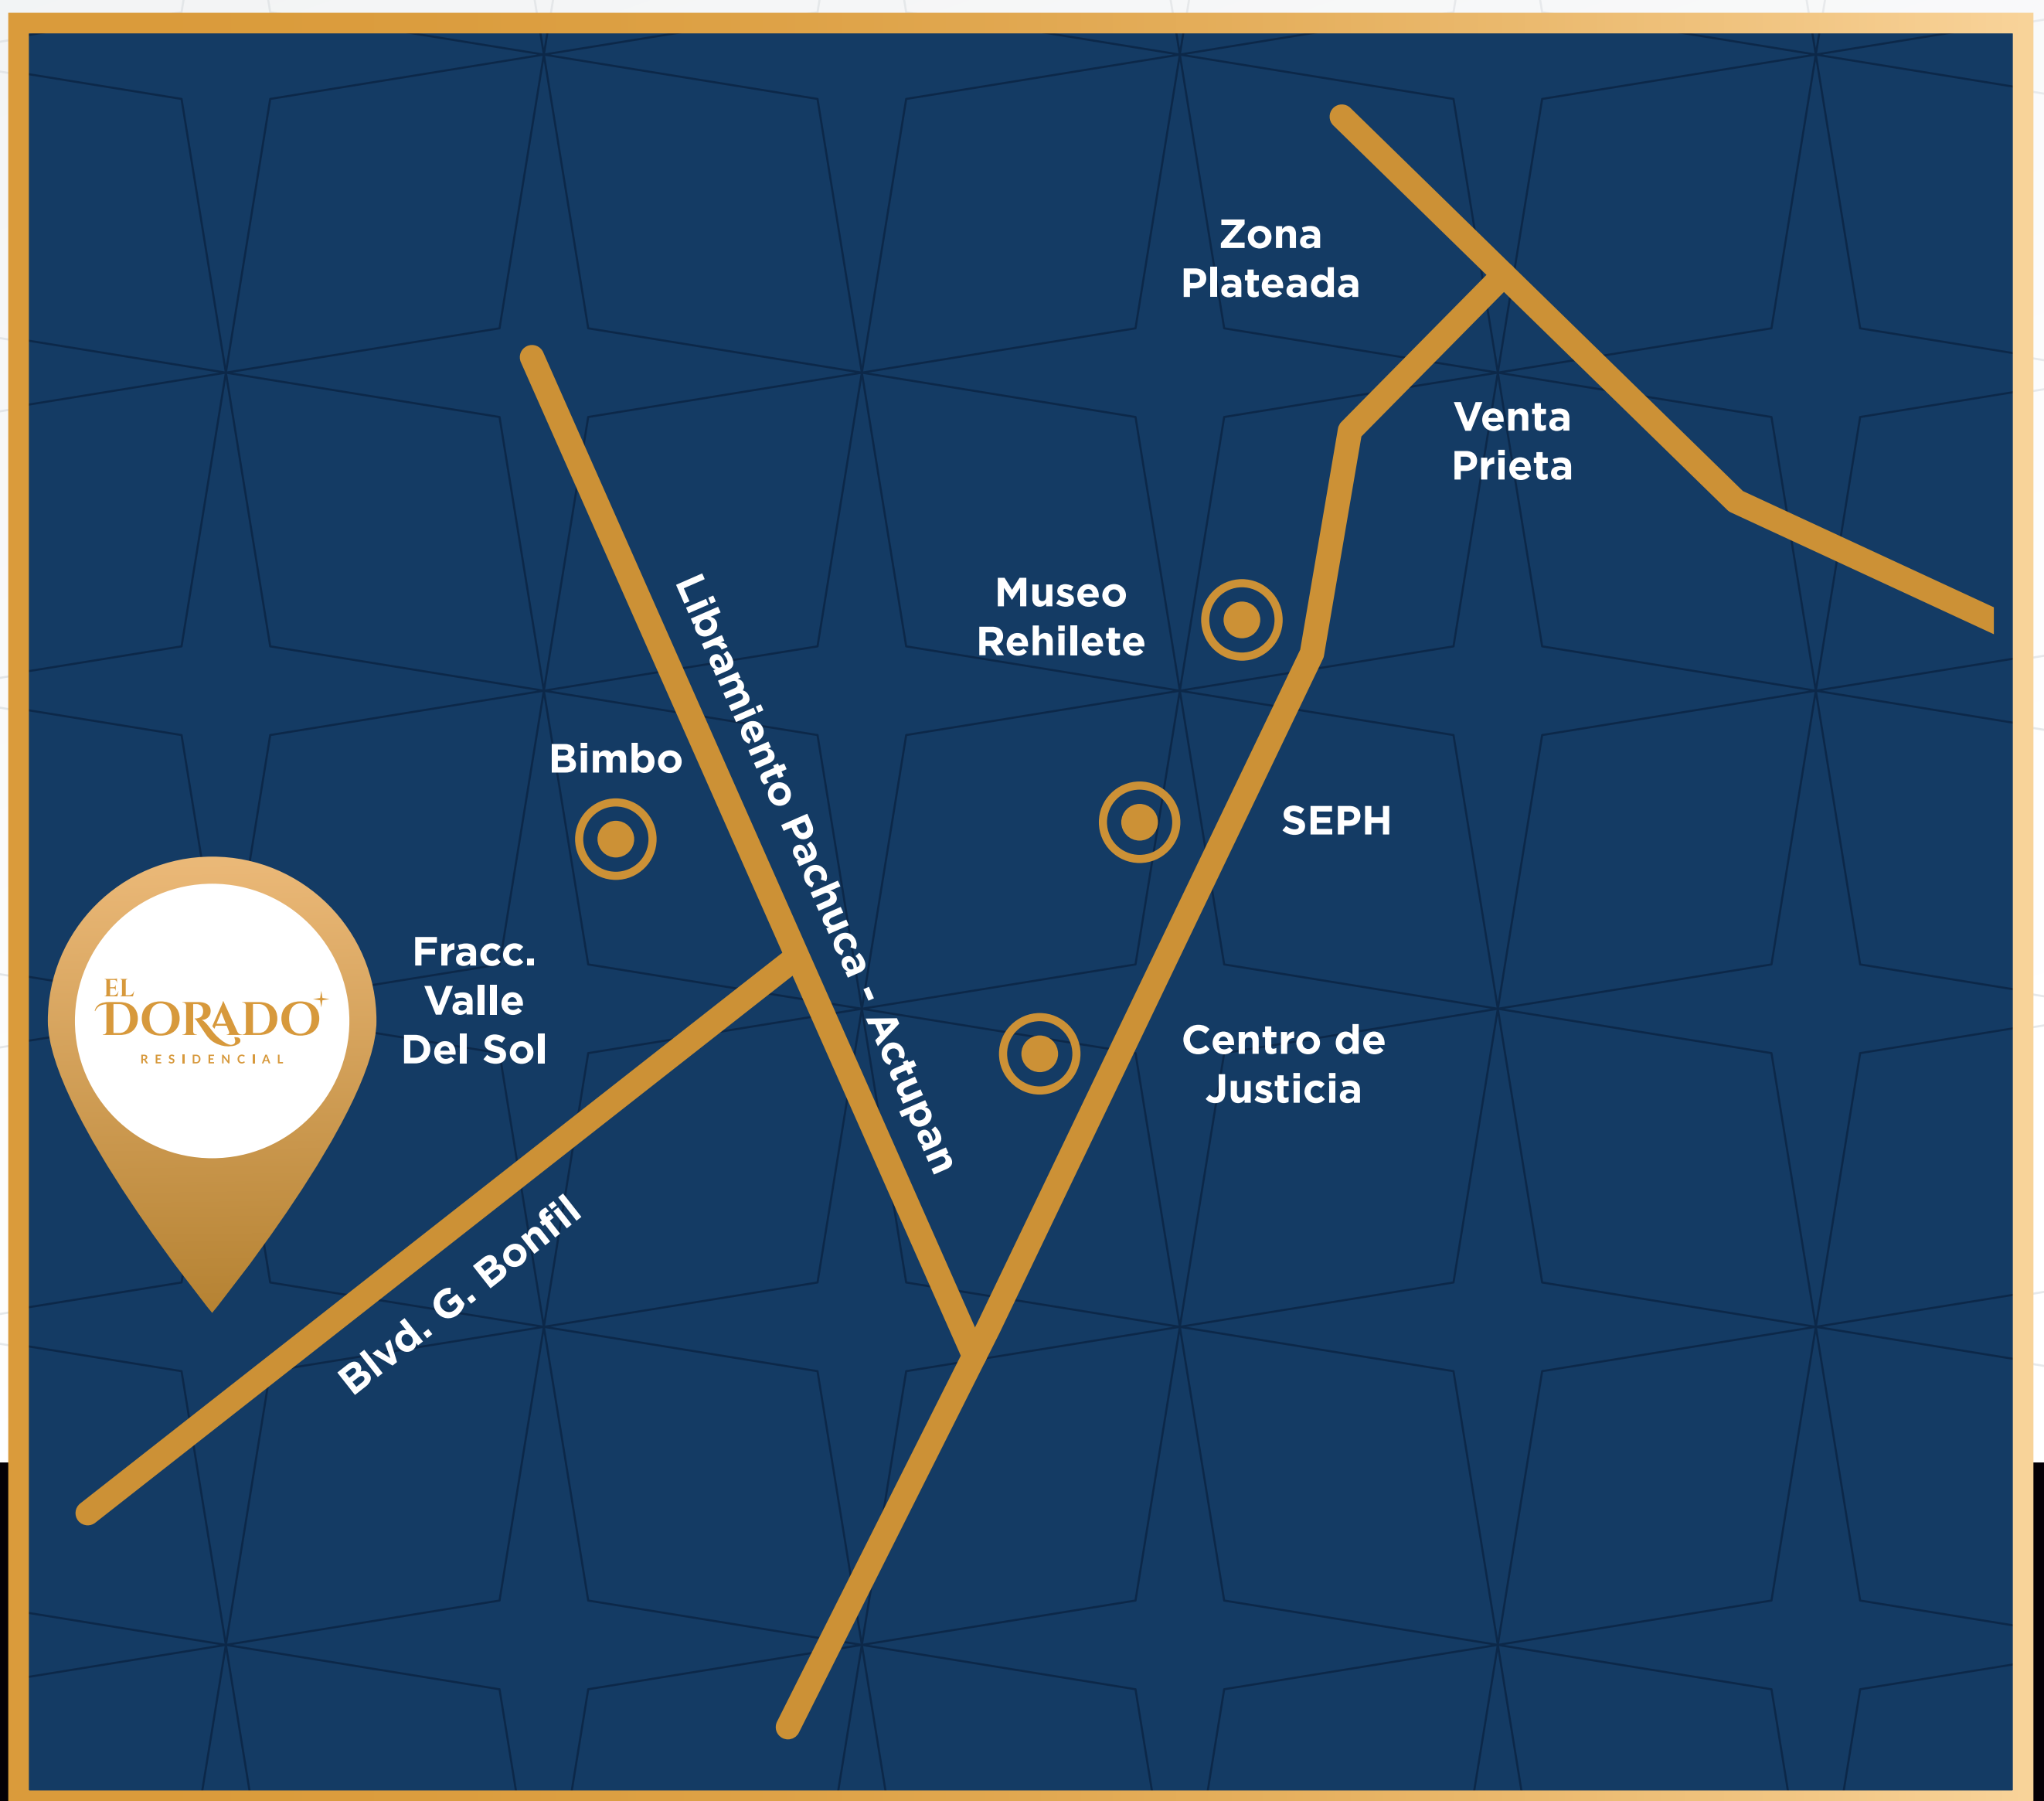 Zona
Plateada
Venta
Prieta
Museo
Rehilete
Libramiento Pachuca - Actupan
Bimbo
SEPH
Fracc.
Valle
Del Sol
EL
DORADO
RESIDENCIAL
Centro de
Justicia
Blvd. G. Bonfill